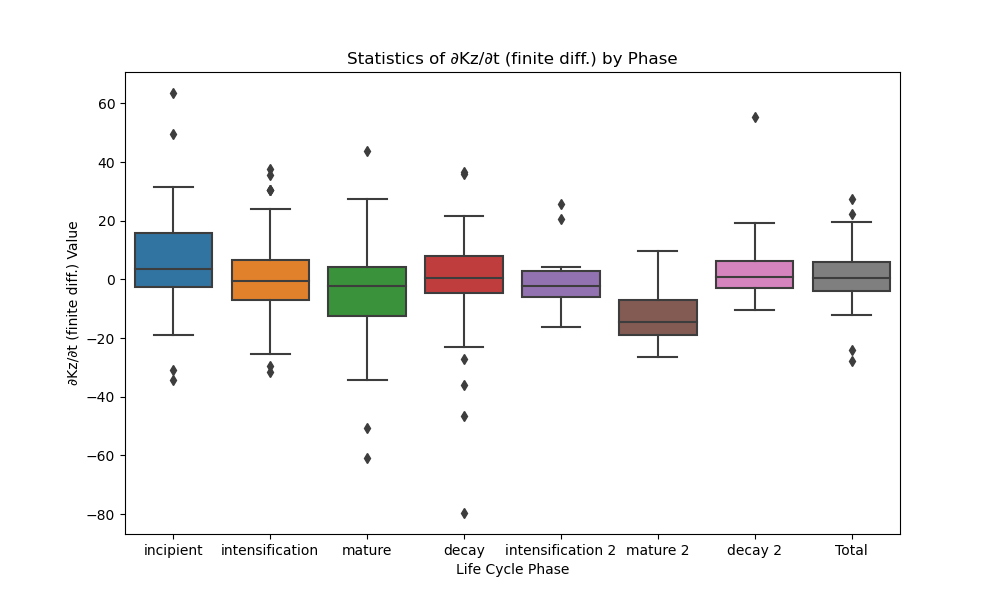 Statistics of ∂Kz/∂t (finite diff.) by Phase
∂Kz/∂t (finite diff.) Value
60
40
20
0
−20
−40
−60
−80
incipient
intensification
mature
decay
intensification 2
mature 2
decay 2
Total
Life Cycle Phase